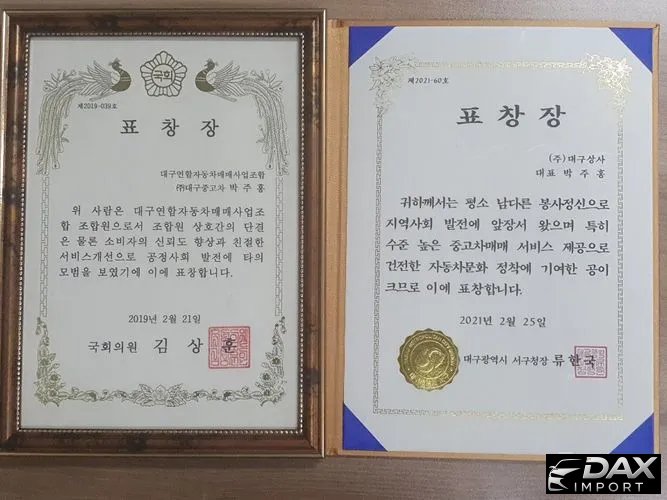 국회
제2019-039호
표 창 장
대구연합자동차매매사업조합
㈜대구중고차 박 주 홍
위 사람은 대구연합자동차매매사업조
합 조합원으로서 조합원 상호간의 단결
은 물론 소비자의 신뢰도 향상과 친절한
서비스개선으로 공정사회 발전에 타의
모범을 보였기에 이에 표창합니다.
2019년 2월 21일
국회의원 김 상 훈
제2021-60호
표 창 장
(주)대구상사
대표 박 주 홍
귀하께서는 평소 남다른 봉사정신으로
지역사회 발전에 앞장서 왔으며 특히
수준 높은 중고차매매 서비스 제공으로
건전한 자동차문화 정착에 기여한 공이
크므로 이에 표창합니다.
2021년 2월 25일
대구광역시 서구청장 류한국
DAX
IMPORT